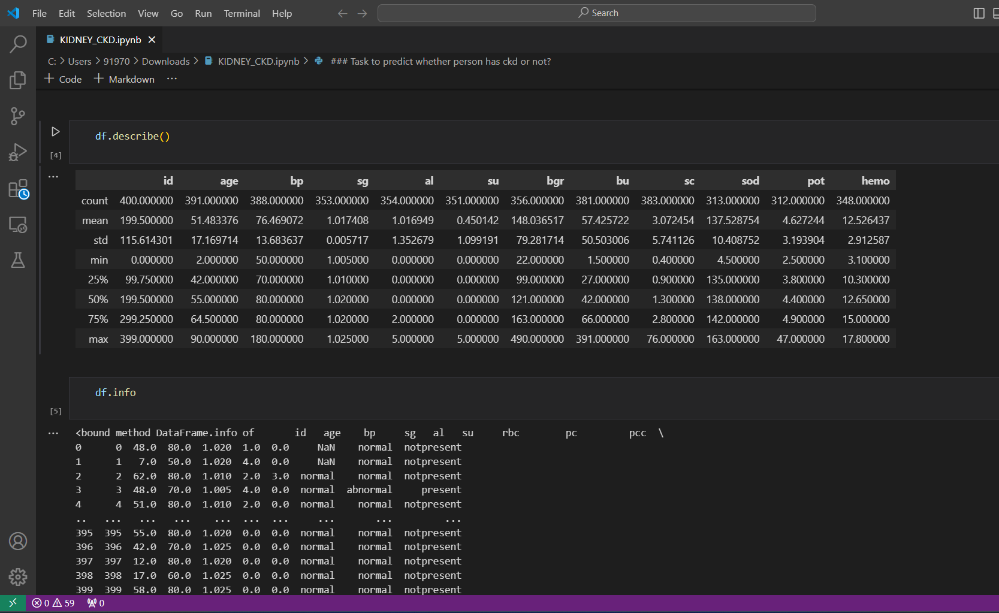 File Edit Selection View Go Run Terminal Help Search
KIDNEY_CKD.ipynb
C: > Users > 91970 > Downloads > KIDNEY_CKD.ipynb > ### Task to predict whether person has ckd or not?
+ Code + Markdown ...
df.describe()
[4]
id age bp sg al su bgr bu sc sod pot hemo
count 400.000000 391.000000 388.000000 353.000000 354.000000 351.000000 356.000000 381.000000 383.000000 313.000000 312.000000 348.000000
mean 199.500000 51.483376 76.469072 1.017408 1.016949 0.450142 148.036517 57.425722 3.072454 137.528754 4.627244 12.526437
std 115.614301 17.169714 13.683637 0.005717 1.352679 1.099191 79.281714 50.503006 5.741126 10.408752 3.193904 2.912587
min 0.000000 2.000000 50.000000 1.005000 0.000000 0.000000 22.000000 1.500000 0.400000 4.500000 2.500000 3.100000
25% 99.750000 42.000000 70.000000 1.010000 0.000000 0.000000 99.000000 27.000000 0.900000 135.000000 3.800000 10.300000
50% 199.500000 55.000000 80.000000 1.020000 0.000000 0.000000 121.000000 42.000000 1.300000 138.000000 4.400000 12.650000
75% 299.250000 64.500000 80.000000 1.020000 2.000000 0.000000 163.000000 66.000000 2.800000 142.000000 4.900000 15.000000
max 399.000000 90.000000 180.000000 1.025000 5.000000 5.000000 490.000000 391.000000 76.000000 163.000000 47.000000 17.800000
df.info
[5]
<bound method DataFrame.info of id age bp sg al su rbc pc pcc \
0 0 48.0 80.0 1.020 1.0 0.0 NaN normal notpresent
1 1 7.0 50.0 1.020 4.0 0.0 NaN normal notpresent
2 2 62.0 80.0 1.010 2.0 3.0 normal normal notpresent
3 3 48.0 70.0 1.005 4.0 0.0 normal abnormal present
4 4 51.0 80.0 1.010 2.0 0.0 normal normal notpresent
.. ... ... ... ... ... ... ... ... ...
395 395 55.0 80.0 1.020 0.0 0.0 normal normal notpresent
396 396 42.0 70.0 1.025 0.0 0.0 normal normal notpresent
397 397 12.0 80.0 1.020 0.0 0.0 normal normal notpresent
398 398 17.0 60.0 1.025 0.0 0.0 normal normal notpresent
399 399 58.0 80.0 1.025 0.0 0.0 normal normal notpresent
0 59 0